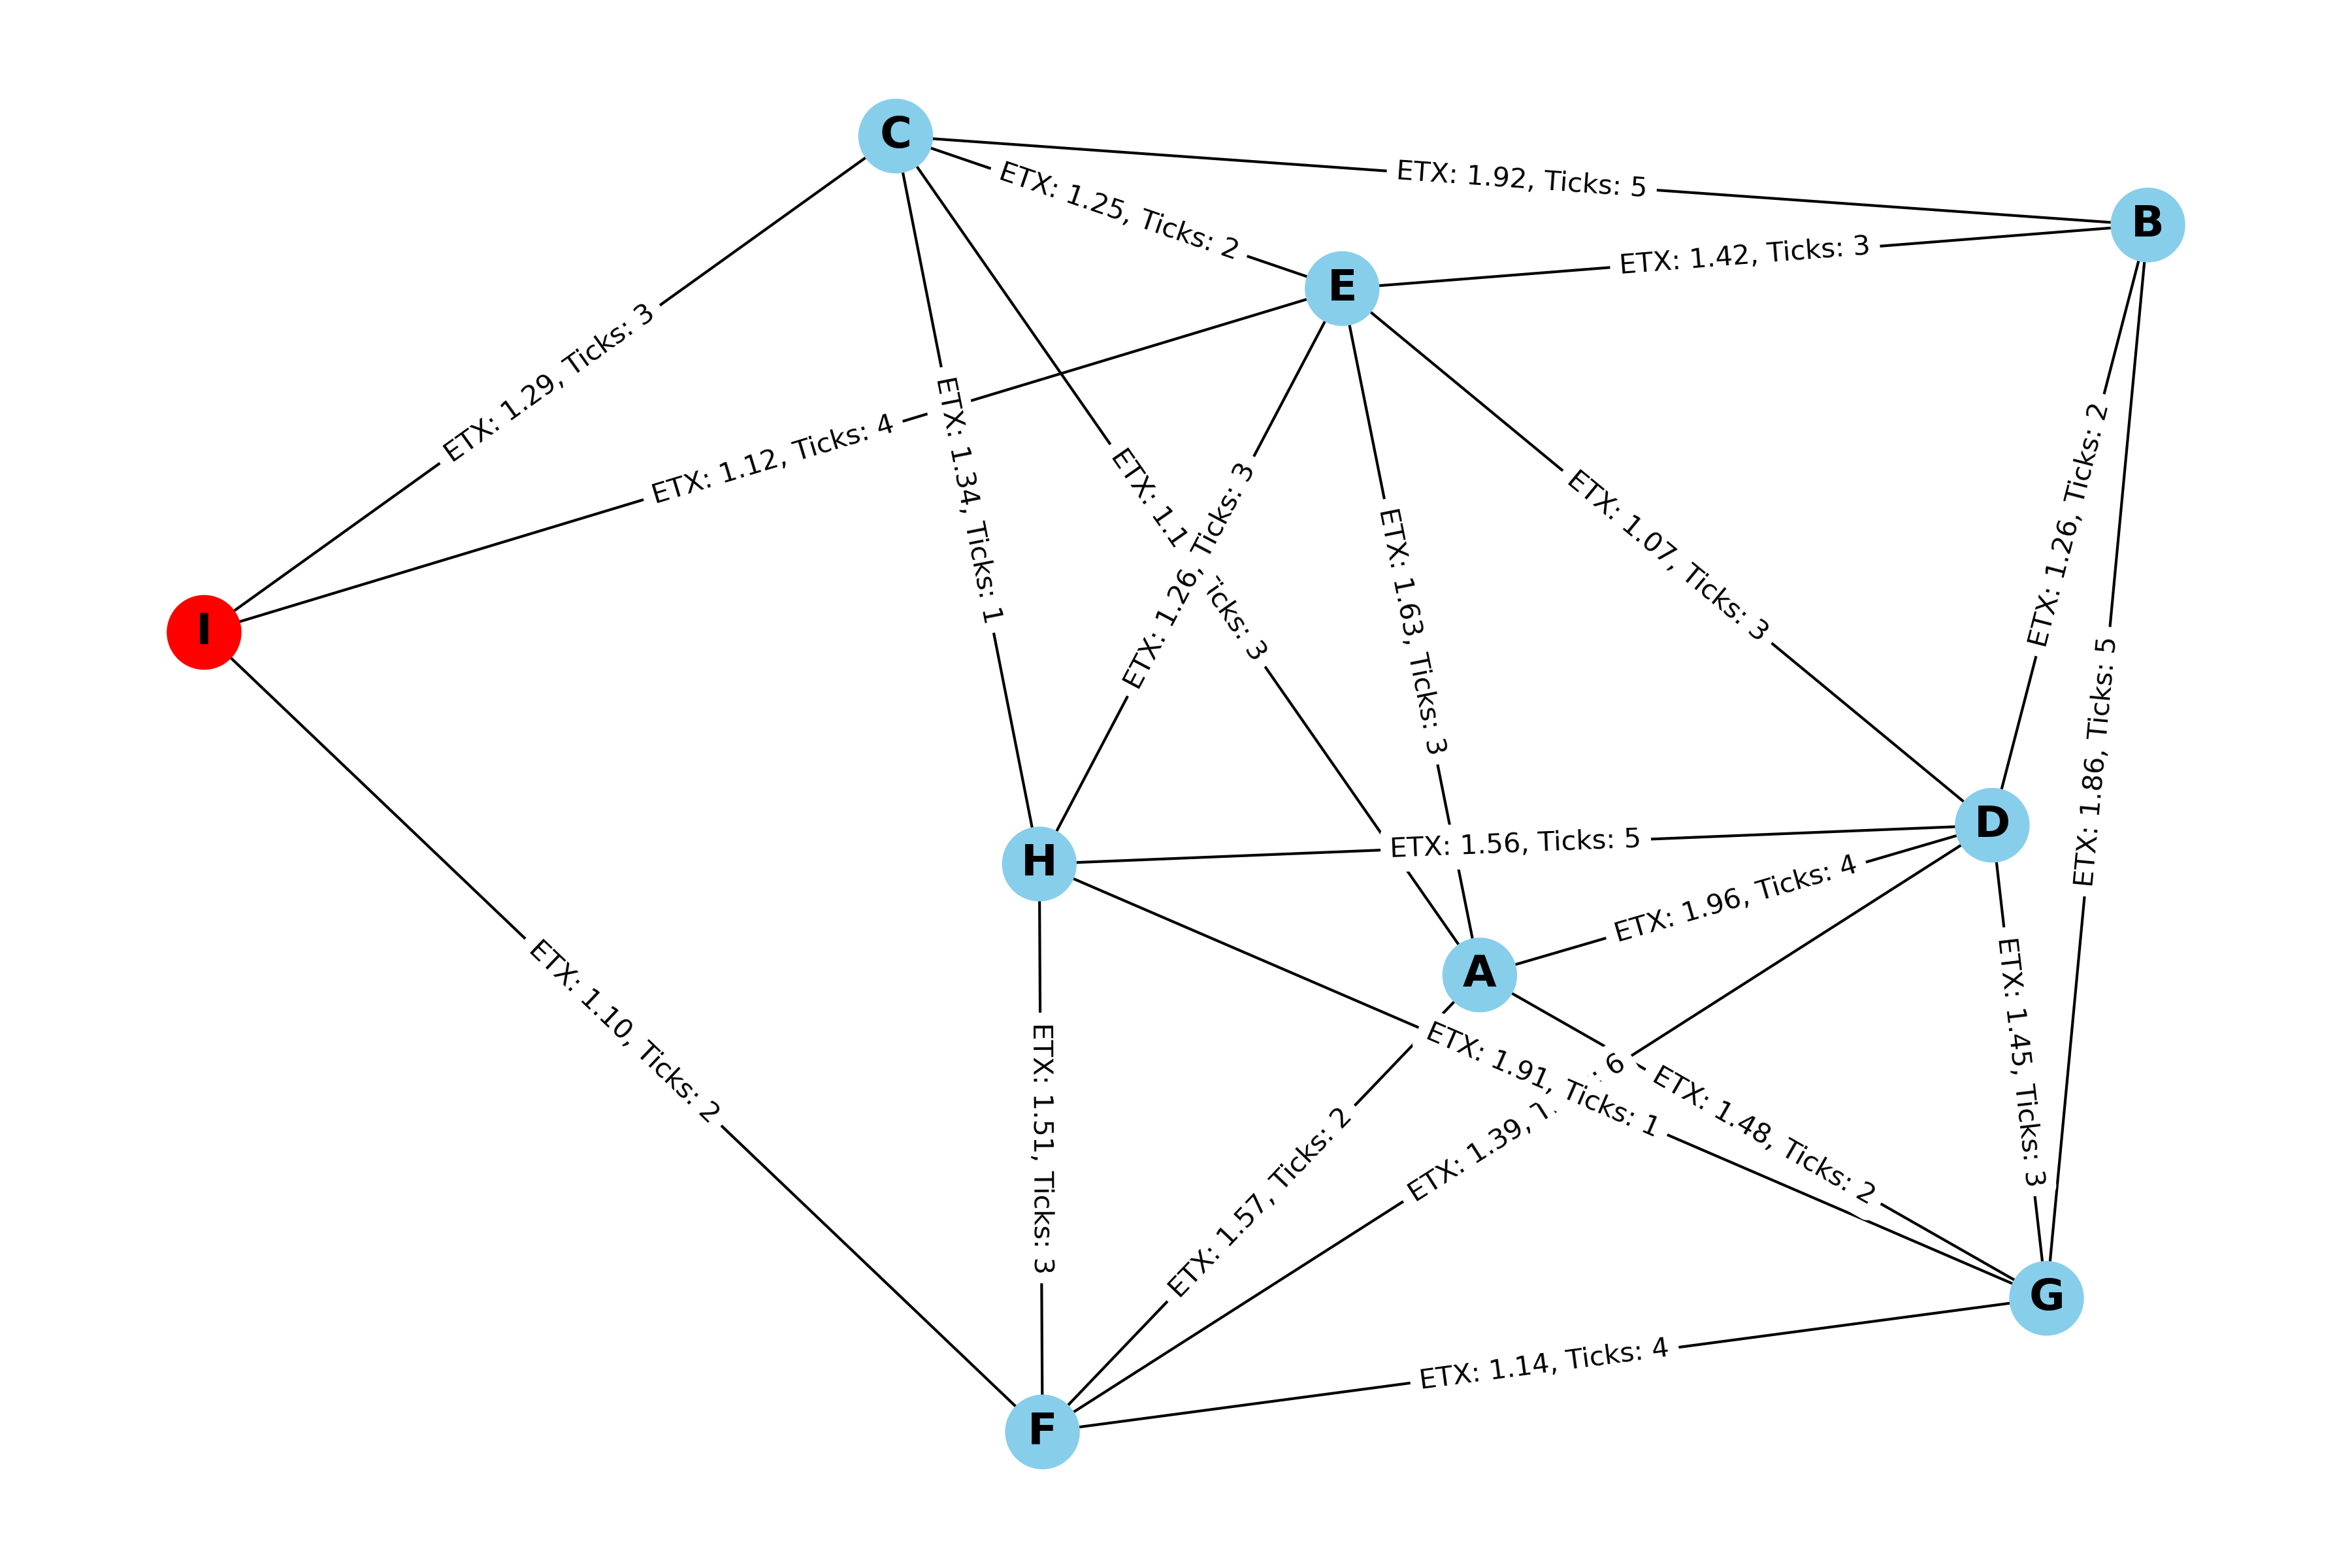 C
ETX: 1.92, Ticks: 5
ETX: 1.25, Ticks: 2
B
ETX: 1.42, Ticks: 3
E
ETX: 1.29, Ticks: 3
ETX: 1.12, Ticks: 4
ETX: 1.34, Ticks: 1
ETX: 1.1
icks: 3
ETX: 1.26, Ticks: 3
ETX: 1.63, Ticks: 3
ETX: 1.07, Ticks: 3
ETX: 1.26, Ticks: 2
I
ETX: 1.86, Ticks: 5
H
ETX: 1.56, Ticks: 5
D
ETX: 1.96, Ticks: 4
A
ETX: 1.10, Ticks: 2
ETX: 1.51, Ticks: 3
ETX: 1.91, Ticks: 1
ETX: 1.48, Ticks: 2
ETX: 1.45, Ticks: 3
ETX: 1.57, Ticks: 2
ETX: 1.39,
: 6
G
ETX: 1.14, Ticks: 4
F